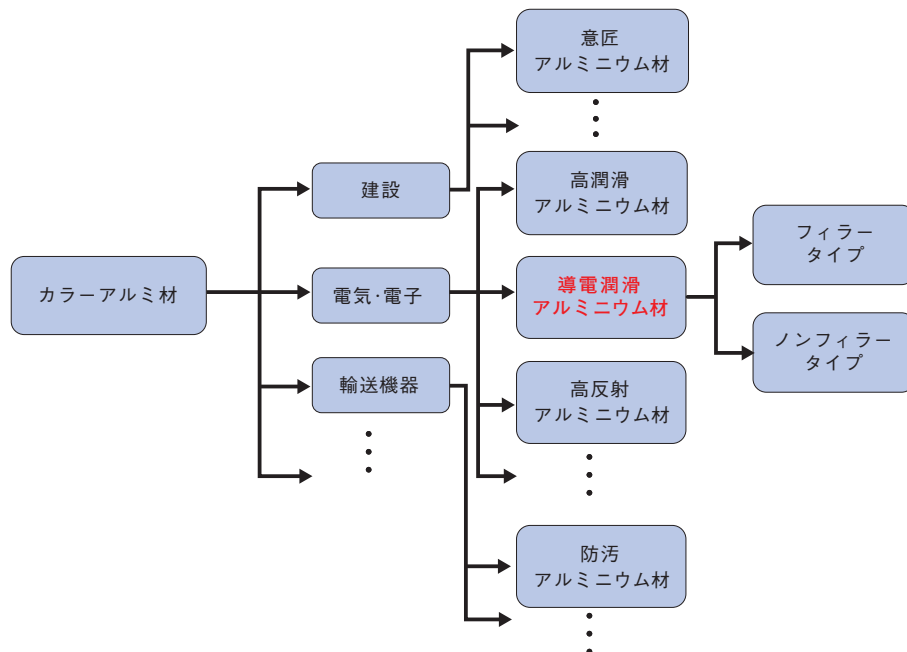 カラーアルミ材
建設
電気・電子
輸送機器
意匠
アルミニウム材
高潤滑
アルミニウム材
導電潤滑
アルミニウム材
高反射
アルミニウム材
防汚
アルミニウム材
フィラー
タイプ
ノンフィラー
タイプ